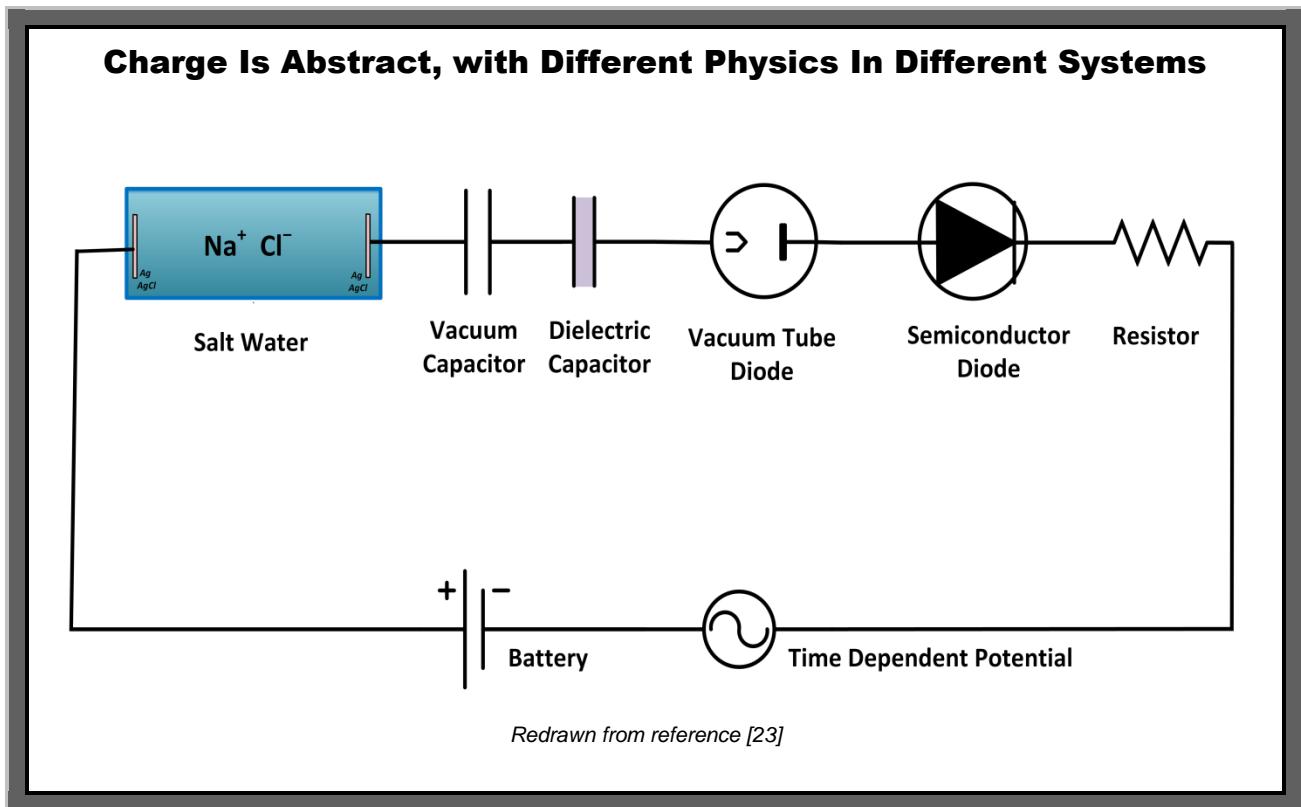 Charge Is Abstract, with Different Physics In Different Systems
Na⁺ Cl⁻
Ag
AgCl
Ag
AgCl
Salt Water
Vacuum
Capacitor
Dielectric
Capacitor
Vacuum Tube
Diode
Semiconductor
Diode
Resistor
+
−
Battery
Time Dependent Potential
Redrawn from reference [23]